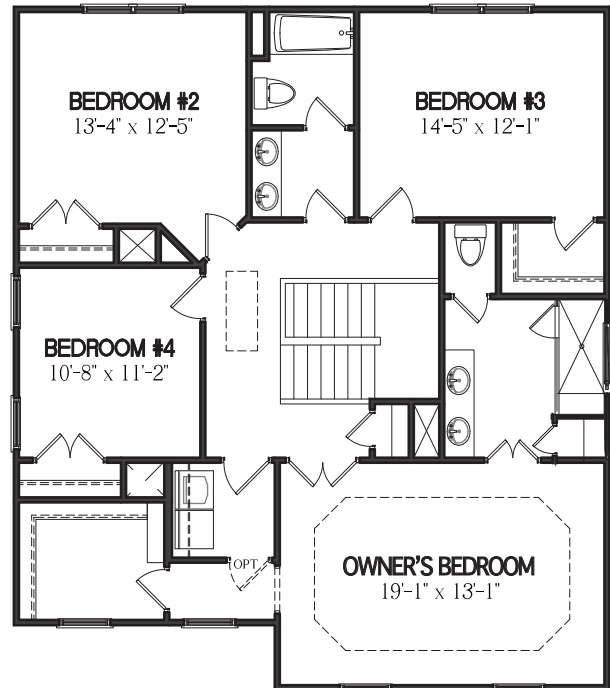 BEDROOM #2
13'-4" x 12'-5"
BEDROOM #3
14'-5" x 12'-1"
BEDROOM #4
10'-8" x 11'-2"
OPT
OWNER'S BEDROOM
19'-1" x 13'-1"